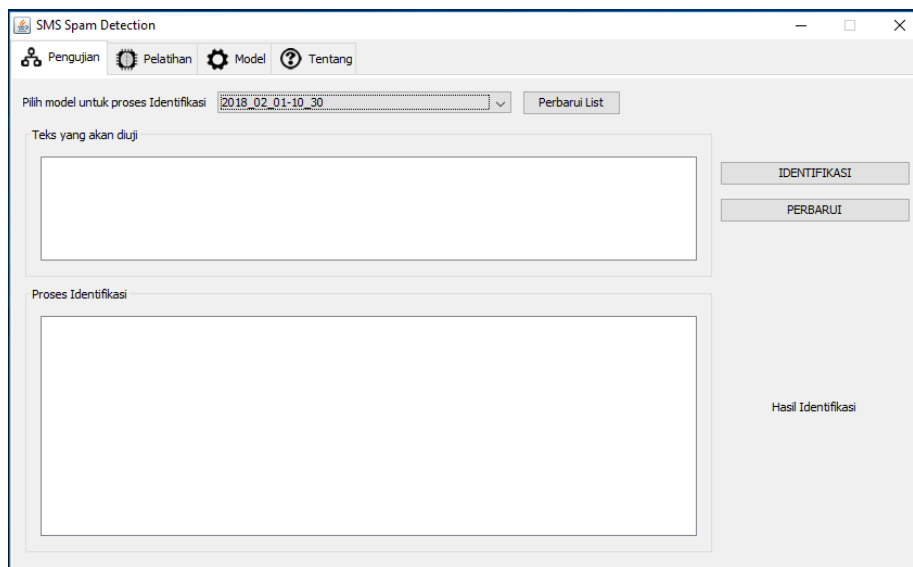 SMS Spam Detection
Pengujian Pelatihan Model Tentang
Pilih model untuk proses Identifikasi 2018_02_01-10_30 Perbarui List
Teks yang akan diuji
IDENTIFIKASI
PERBARUI
Proses Identifikasi
Hasil Identifikasi